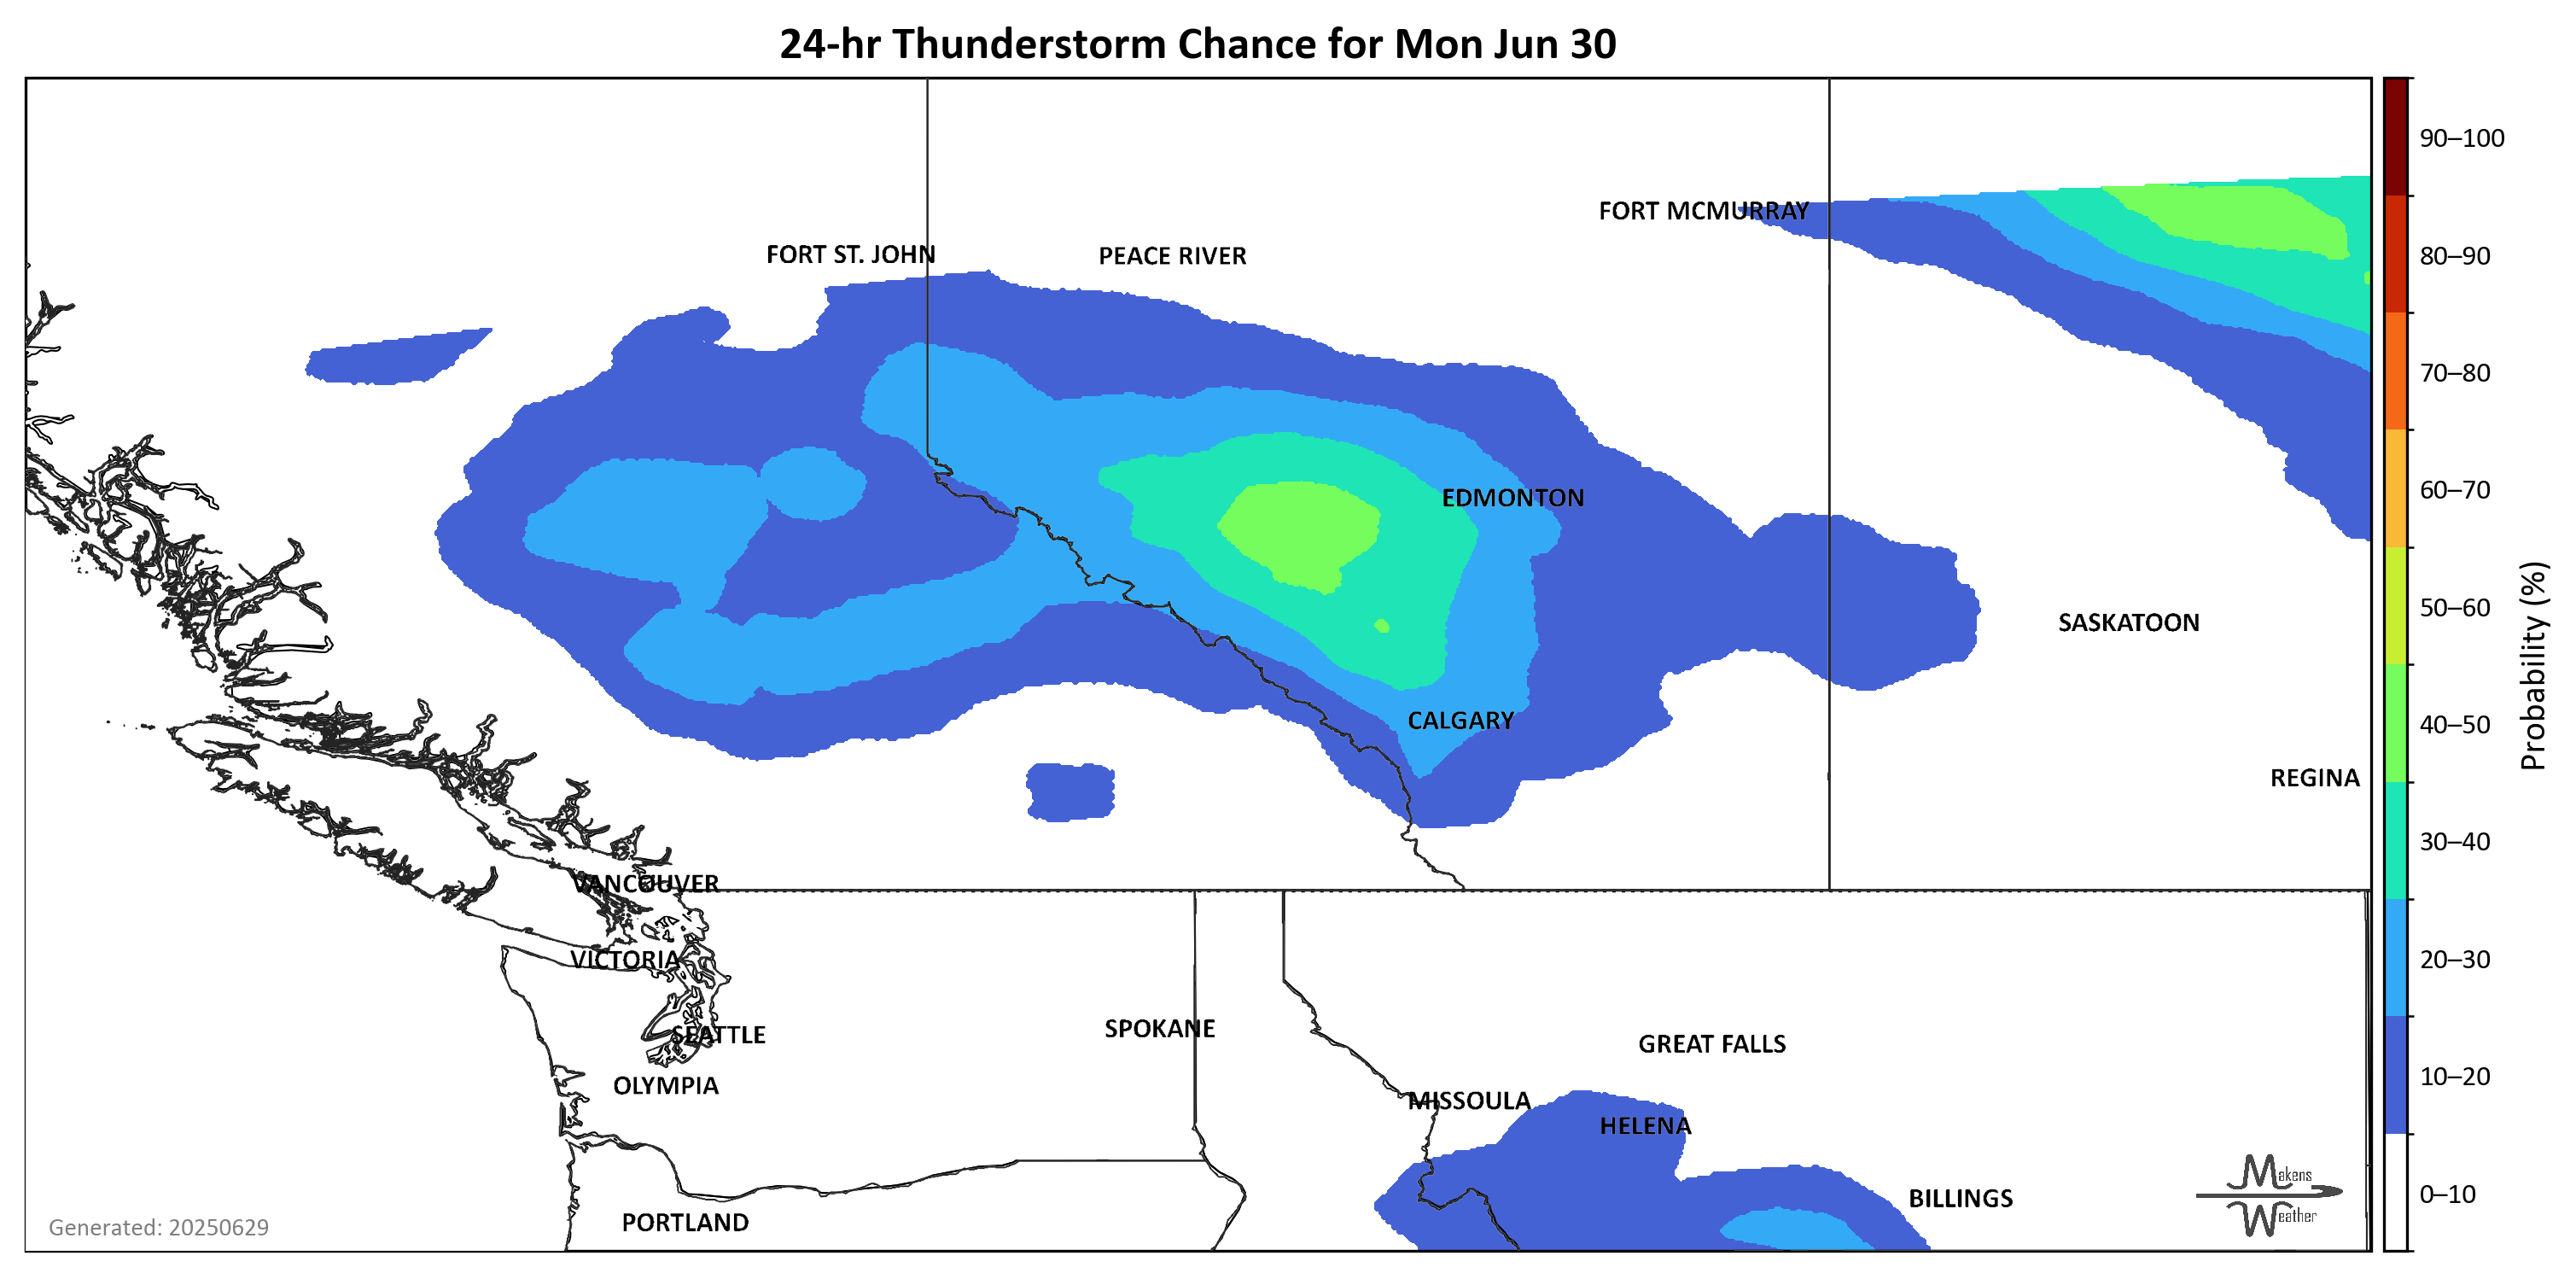 24-hr Thunderstorm Chance for Mon Jun 30
90–100
FORT MCMURRAY
FORT ST. JOHN
PEACE RIVER
80–90
70–80
60–70
EDMONTON
50–60
SASKATOON
Probability (%)
CALGARY
40–50
REGINA
30–40
VANCOUVER
VICTORIA
20–30
SEATTLE
SPOKANE
GREAT FALLS
OLYMPIA
10–20
MISSOULA
HELENA
Makens
Weather
BILLINGS
0–10
PORTLAND
Generated: 20250629